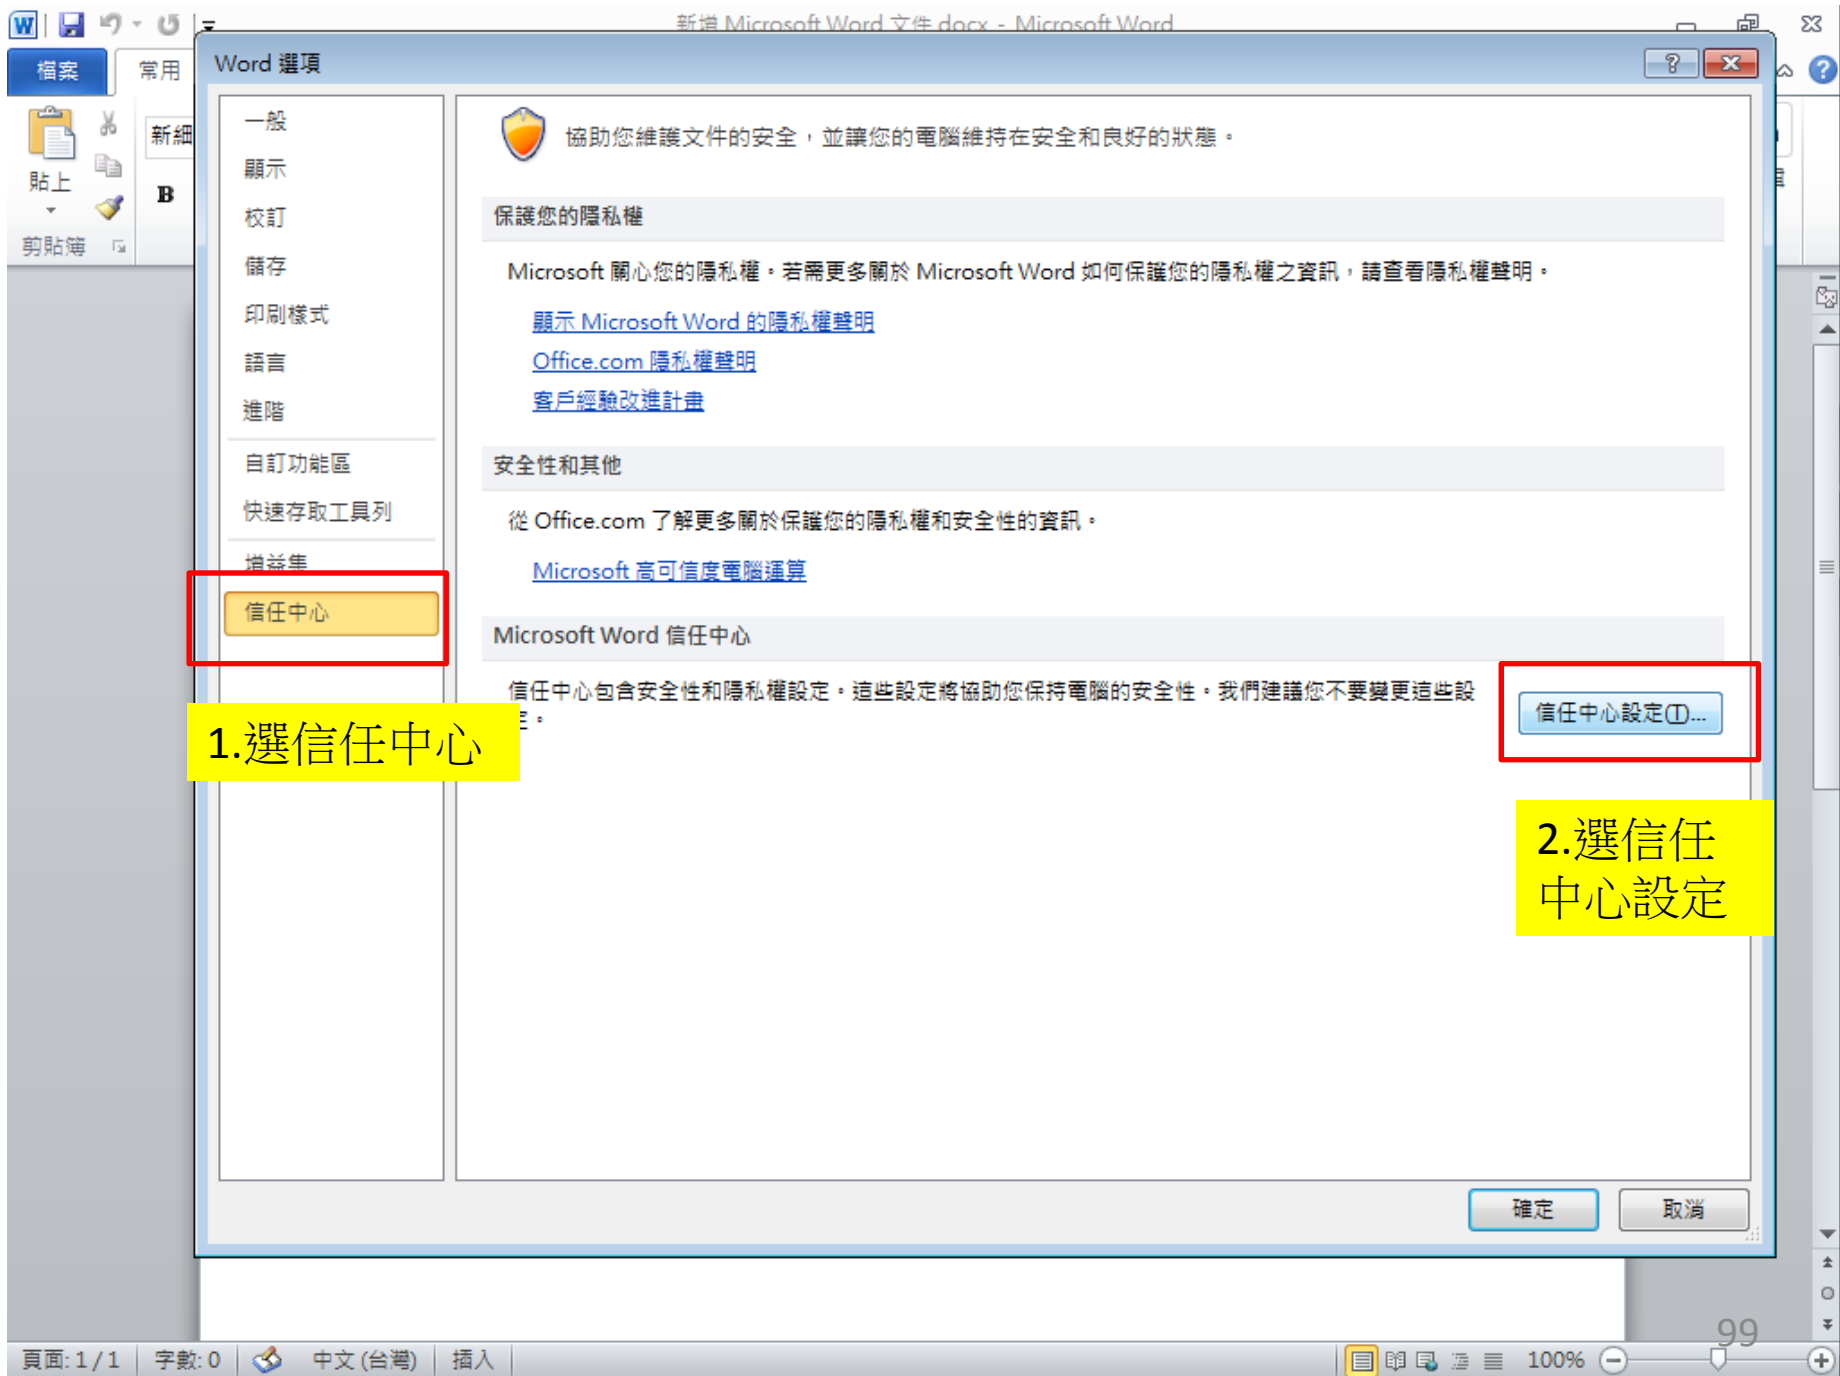 新增 Microsoft Word 文件.docx - Microsoft Word
檔案
常用
Word 選項
新細
貼上
B
剪貼簿
一般
顯示
校訂
儲存
印刷樣式
語言
進階
自訂功能區
快速存取工具列
增益集
信任中心
協助您維護文件的安全，並讓您的電腦維持在安全和良好的狀態。
保護您的隱私權
Microsoft 關心您的隱私權。若需更多關於 Microsoft Word 如何保護您的隱私權之資訊，請查看隱私權聲明。
顯示 Microsoft Word 的隱私權聲明
Office.com 隱私權聲明
客戶經驗改進計畫
安全性和其他
從 Office.com 了解更多關於保護您的隱私權和安全性的資訊。
Microsoft 高可信度電腦運算
Microsoft Word 信任中心
信任中心包含安全性和隱私權設定。這些設定將協助您保持電腦的安全性。我們建議您不要變更這些設
定。
信任中心設定(T)...
1.選信任中心
2.選信任
中心設定
確定
取消
99
頁面: 1 / 1
字數: 0
中文 (台灣)
插入
100%